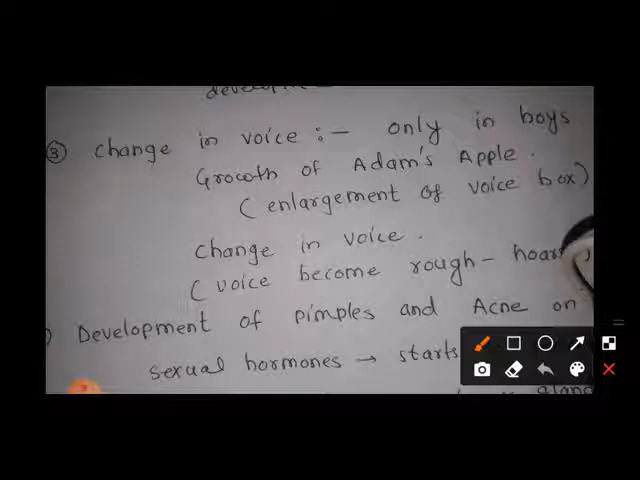 ③ Change in voice :- only in boys
Growth of Adam's Apple.
( enlargement of voice box)
Change in voice.
( voice become rough -
Development of pimples and Acne on
sexual hormones → starts